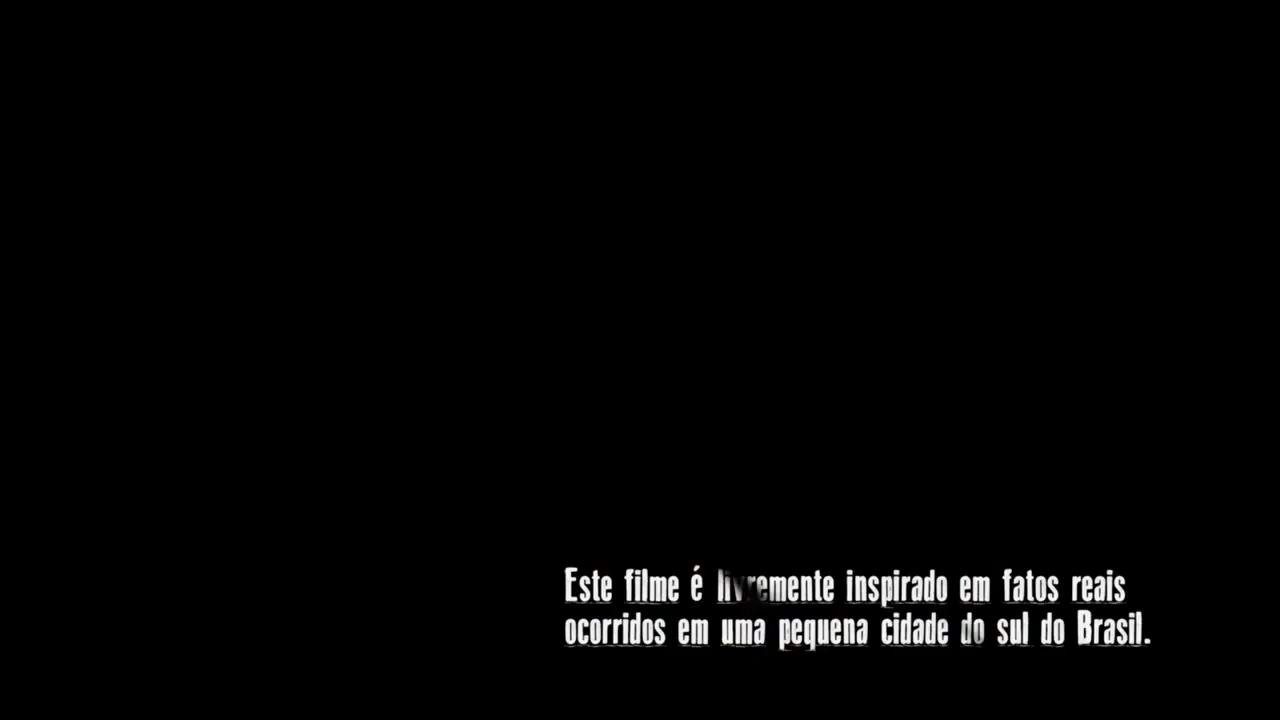 Este filme é livremente inspirado em fatos reais
ocorridos em uma pequena cidade do sul do Brasil.